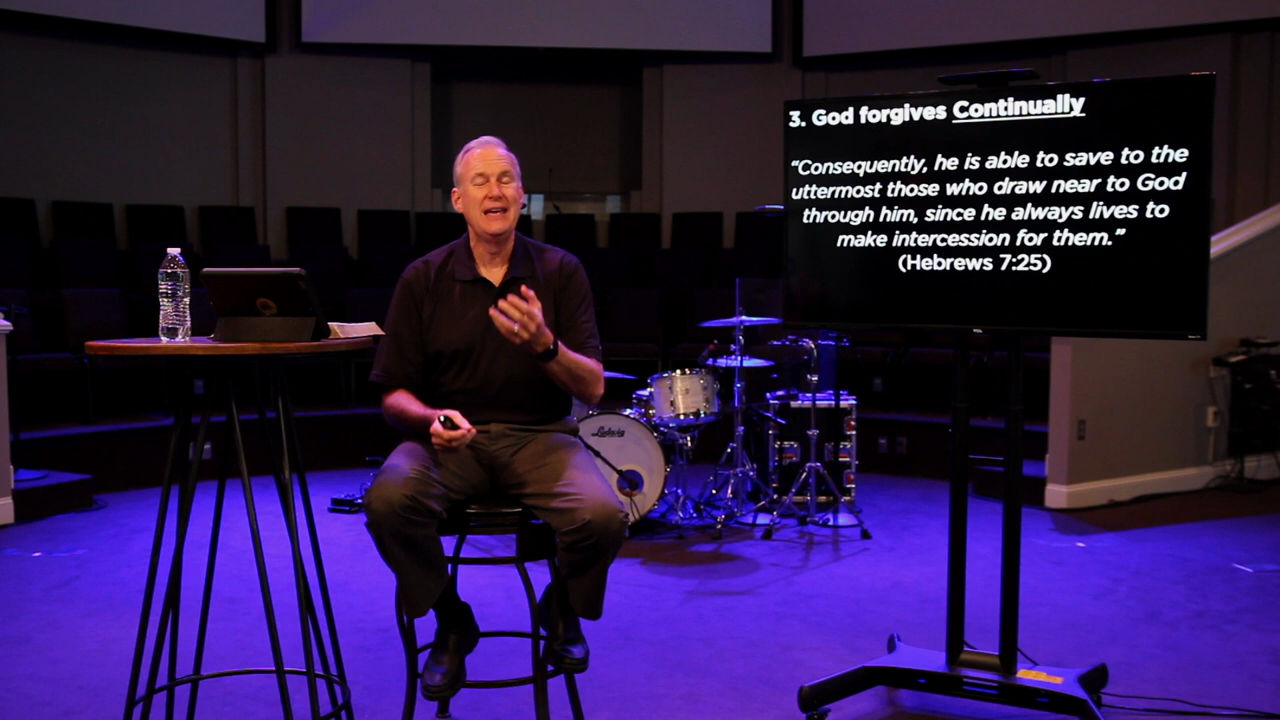 3. God forgives Continually
“Consequently, he is able to save to the
uttermost those who draw near to God
through him, since he always lives to
make intercession for them.”
(Hebrews 7:25)
Ludwig